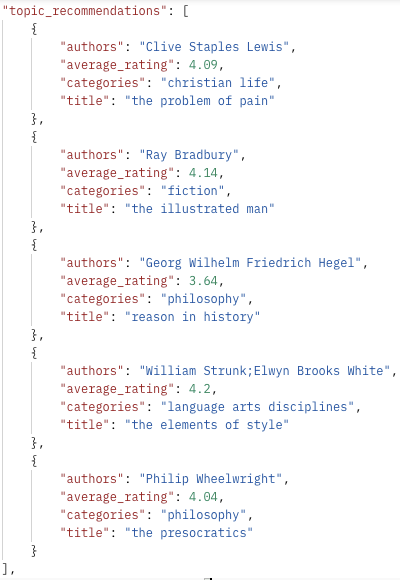 "topic_recommendations": [
{
"authors": "Clive Staples Lewis",
"average_rating": 4.09,
"categories": "christian life",
"title": "the problem of pain"
},
{
"authors": "Ray Bradbury",
"average_rating": 4.14,
"categories": "fiction",
"title": "the illustrated man"
},
{
"authors": "Georg Wilhelm Friedrich Hegel",
"average_rating": 3.64,
"categories": "philosophy",
"title": "reason in history"
},
{
"authors": "William Strunk;Elwyn Brooks White",
"average_rating": 4.2,
"categories": "language arts disciplines",
"title": "the elements of style"
},
{
"authors": "Philip Wheelwright",
"average_rating": 4.04,
"categories": "philosophy",
"title": "the presocratics"
}
],